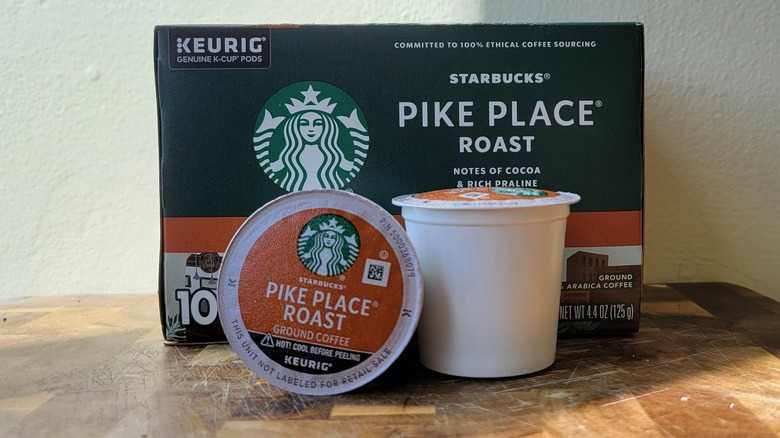 KEURIG®
GENUINE K-CUP® PODS
COMMITTED TO 100% ETHICAL COFFEE SOURCING
STARBUCKS®
PIKE PLACE®
ROAST
NOTES OF COCOA
& RICH PRALINE
10
GROUND
ARABICA COFFEE
NET WT 4.4 OZ (125 g)
PIN 5000368079
STARBUCKS®
PIKE PLACE®
ROAST
GROUND COFFEE
HOT! COOL BEFORE PEELING
KEURIG®
THIS UNIT NOT LABELED FOR RETAIL SALE
K
K